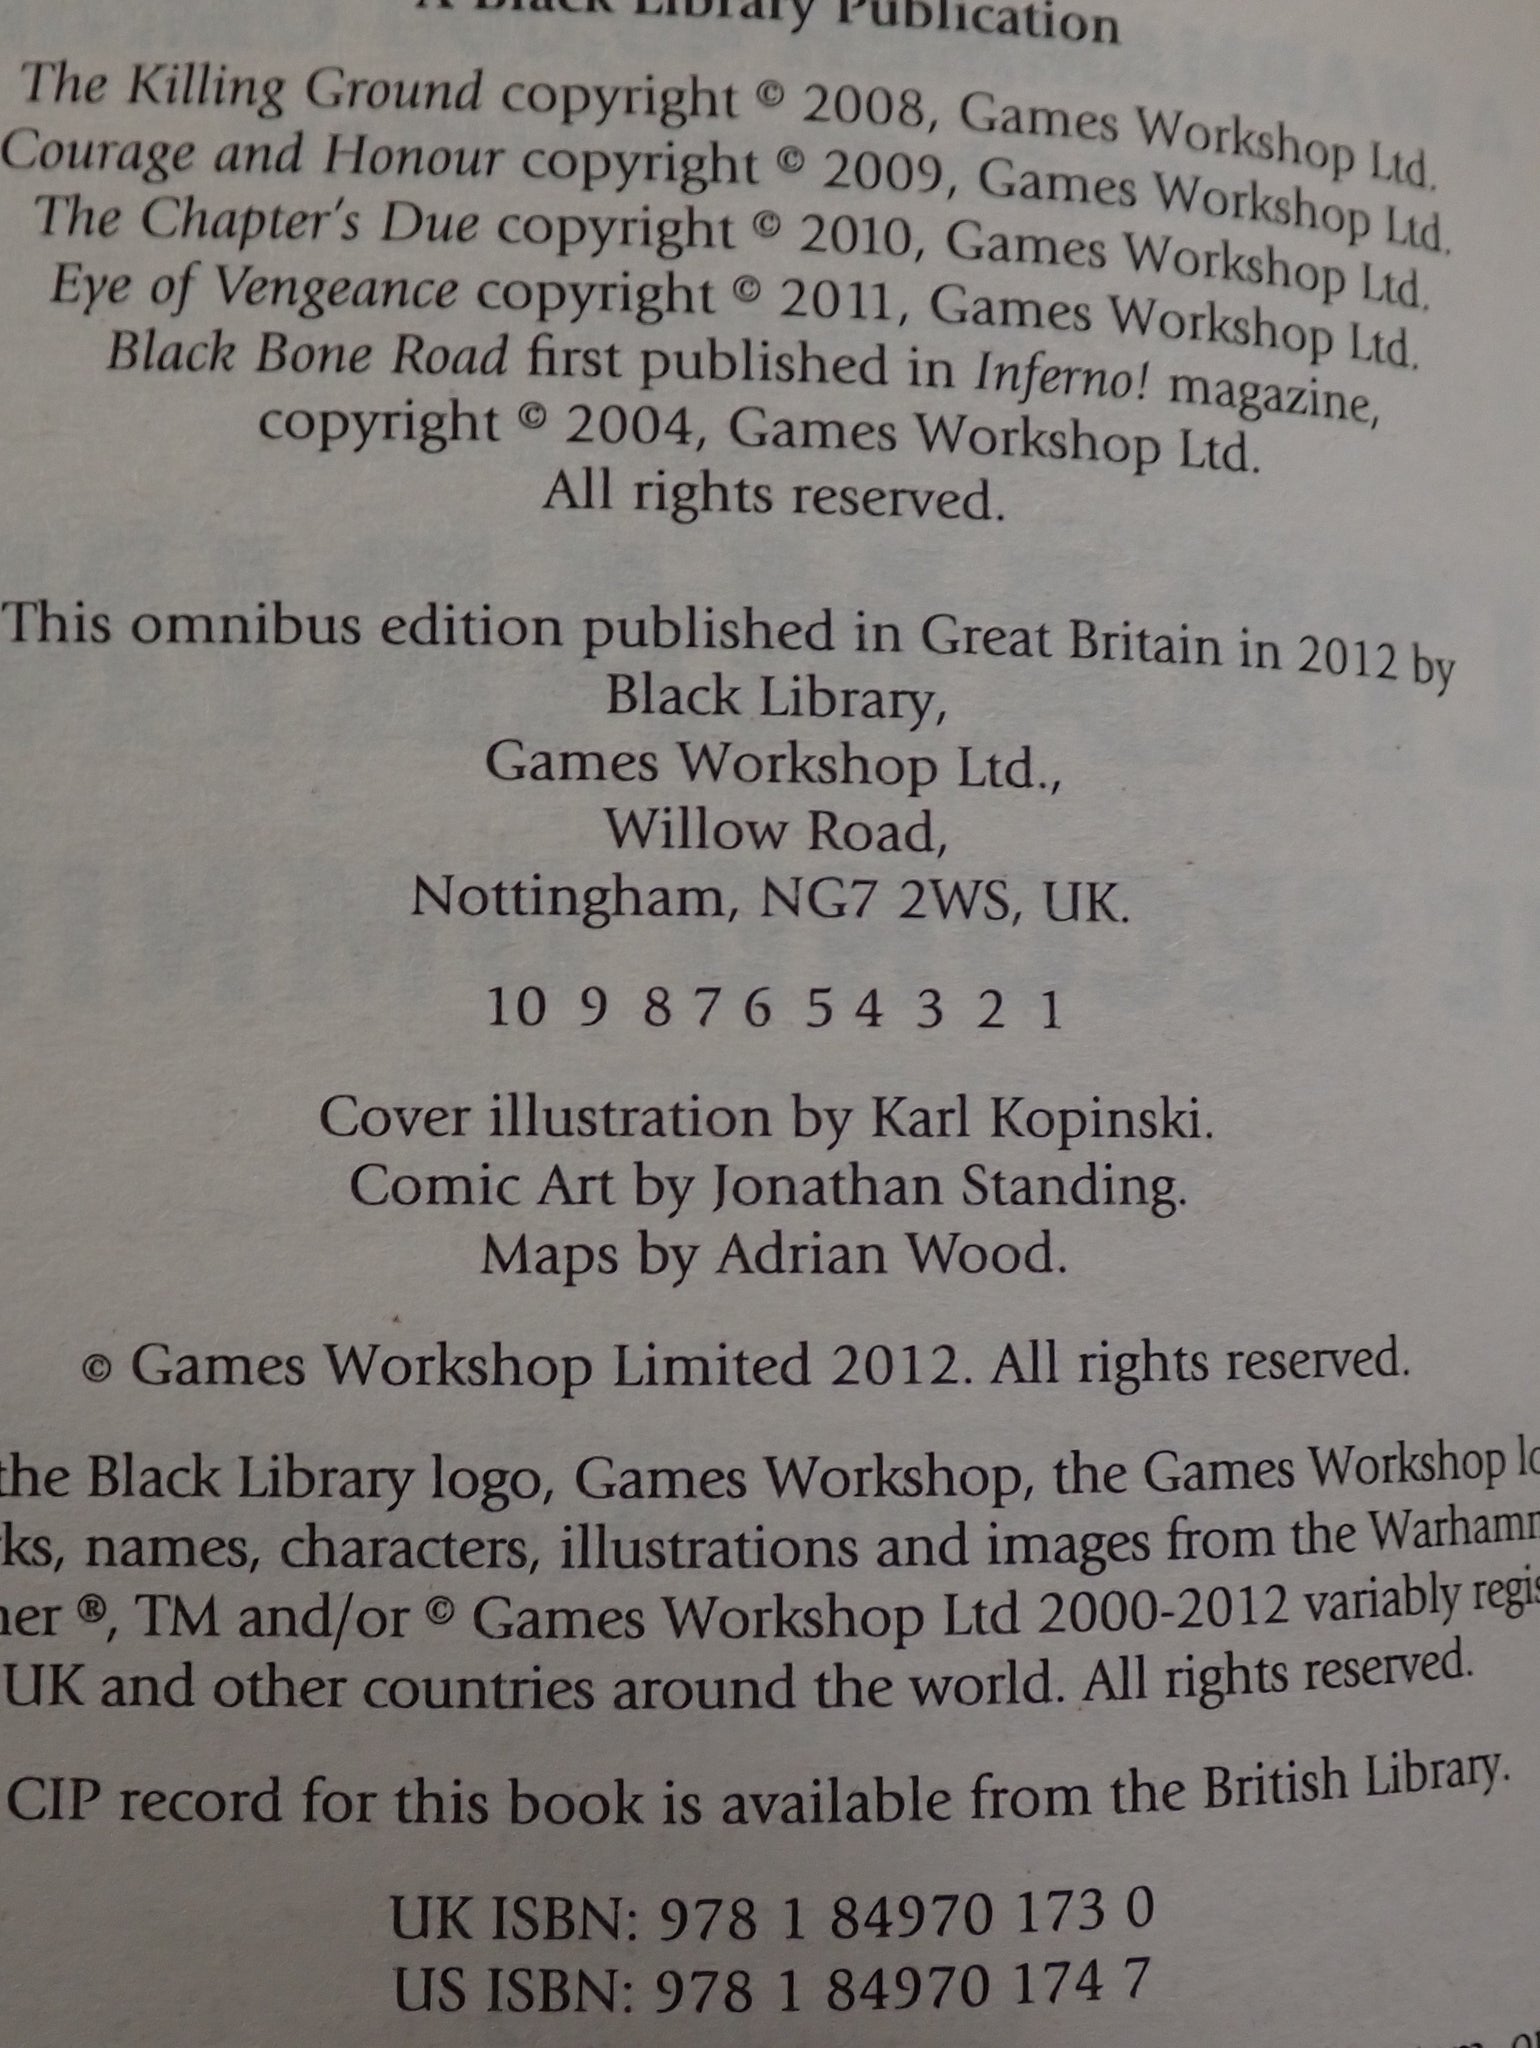 A Black Library Publication
The Killing Ground copyright © 2008, Games Workshop Ltd.
Courage and Honour copyright © 2009, Games Workshop Ltd.
The Chapter's Due copyright © 2010, Games Workshop Ltd.
Eye of Vengeance copyright © 2011, Games Workshop Ltd.
Black Bone Road first published in Inferno! magazine,
copyright © 2004, Games Workshop Ltd.
All rights reserved.
This omnibus edition published in Great Britain in 2012 by
Black Library,
Games Workshop Ltd.,
Willow Road,
Nottingham, NG7 2WS, UK.
10 9 8 7 6 5 4 3 2 1
Cover illustration by Karl Kopinski.
Comic Art by Jonathan Standing.
Maps by Adrian Wood.
© Games Workshop Limited 2012. All rights reserved.
the Black Library logo, Games Workshop, the Games Workshop lo
ks, names, characters, illustrations and images from the Warham
er ®, TM and/or © Games Workshop Ltd 2000-2012 variably regis
UK and other countries around the world. All rights reserved.
CIP record for this book is available from the British Library.
UK ISBN: 978 1 84970 173 0
US ISBN: 978 1 84970 174 7